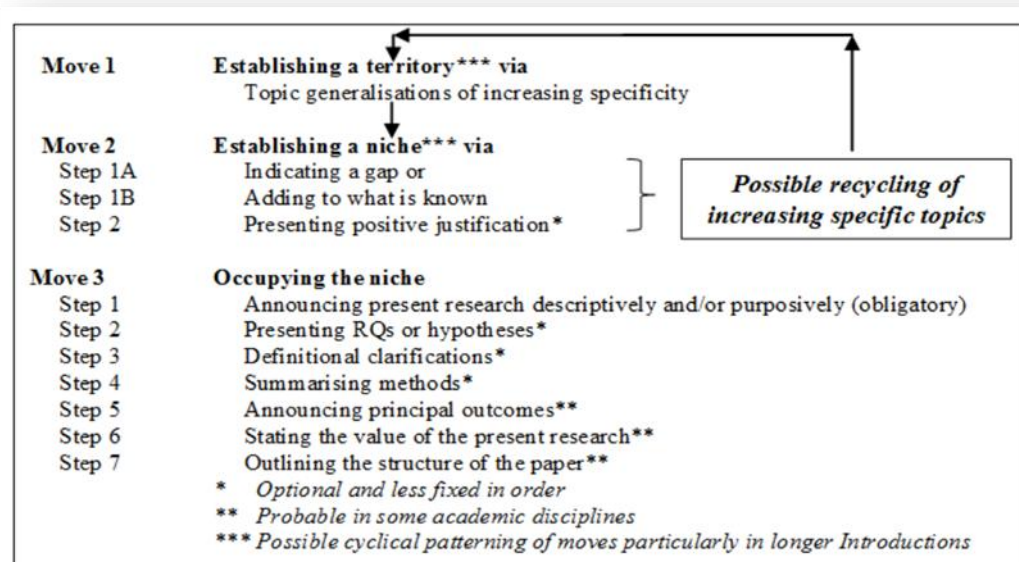 Move 1 Establishing a territory*** via
Topic generalisations of increasing specificity
Move 2 Establishing a niche*** via
Step 1A Indicating a gap or
Step 1B Adding to what is known
Step 2 Presenting positive justification*
Possible recycling of
increasing specific topics
Move 3 Occupying the niche
Step 1 Announcing present research descriptively and/or purposively (obligatory)
Step 2 Presenting RQs or hypotheses*
Step 3 Definitional clarifications*
Step 4 Summarising methods*
Step 5 Announcing principal outcomes**
Step 6 Stating the value of the present research**
Step 7 Outlining the structure of the paper**
* Optional and less fixed in order
** Probable in some academic disciplines
*** Possible cyclical patterning of moves particularly in longer Introductions